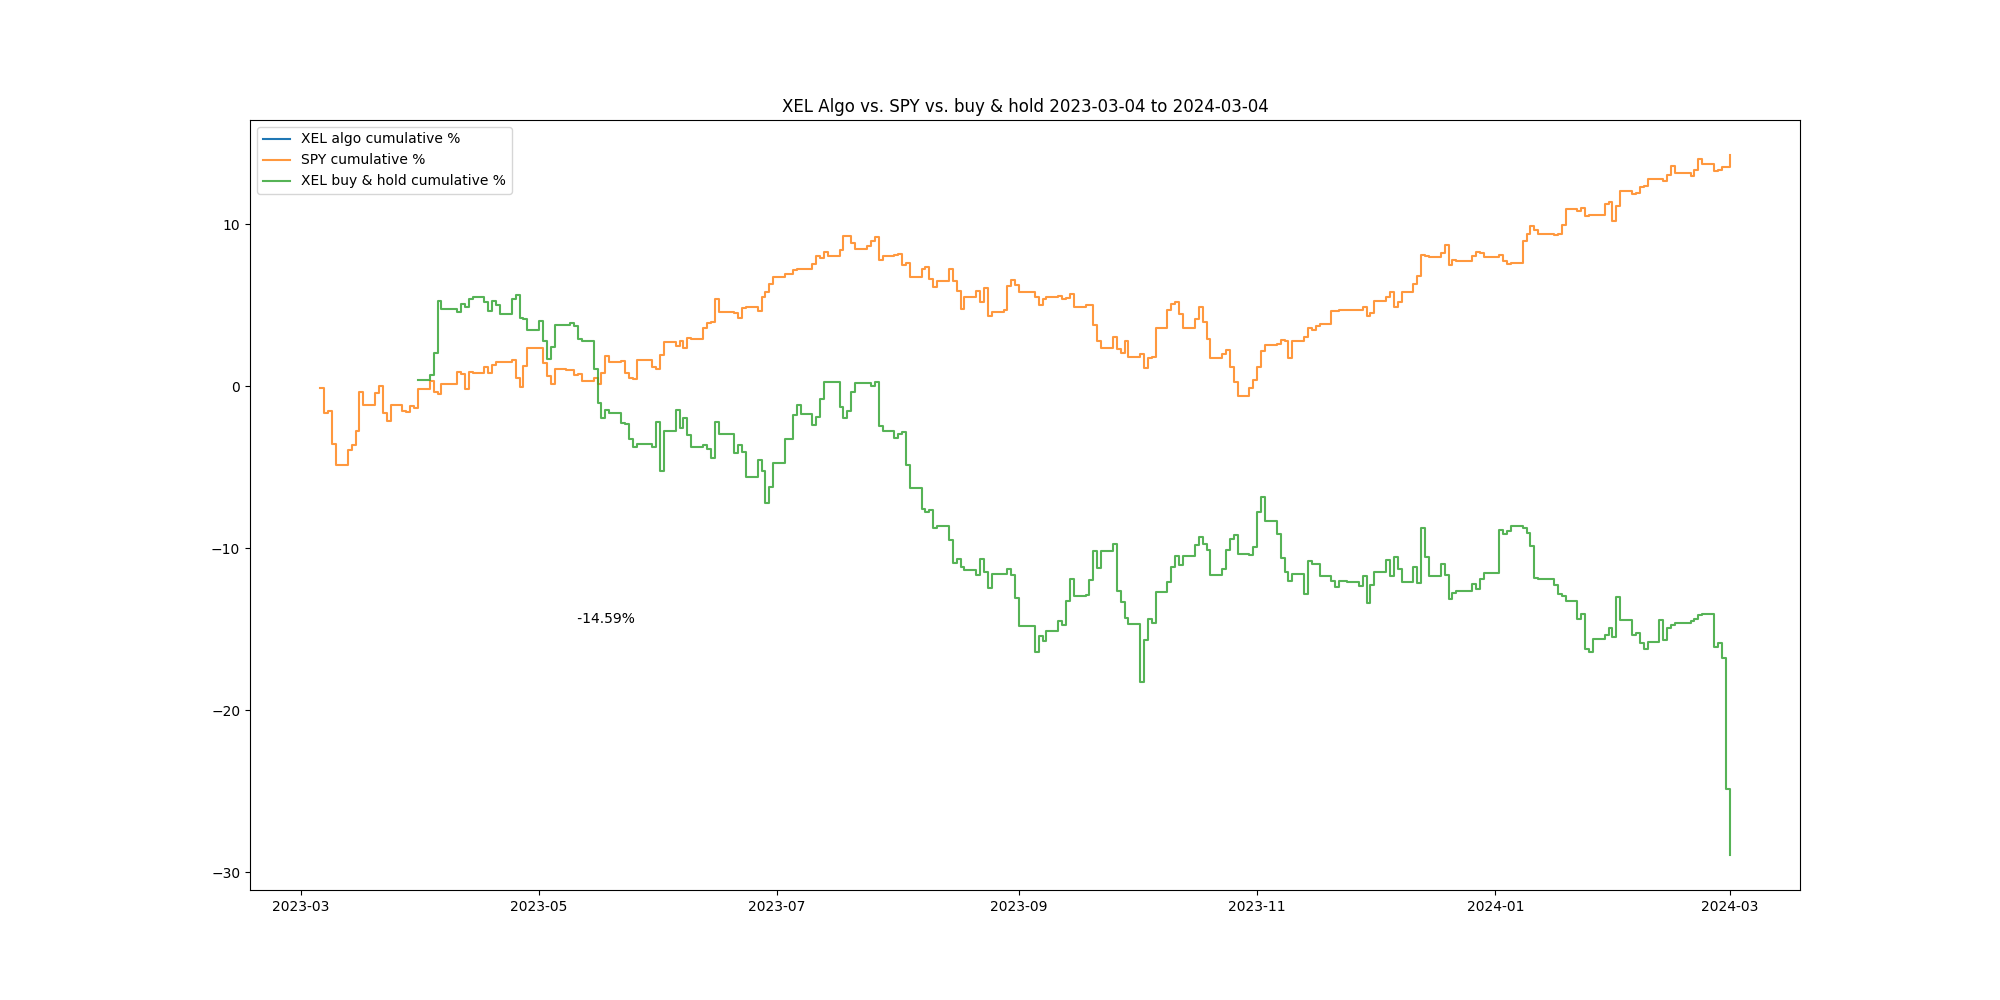 XEL Algo vs. SPY vs. buy & hold 2023-03-04 to 2024-03-04
XEL algo cumulative %
SPY cumulative %
XEL buy & hold cumulative %
10
0
−10
-14.59%
−20
−30
2023-03 2023-05 2023-07 2023-09 2023-11 2024-01 2024-03